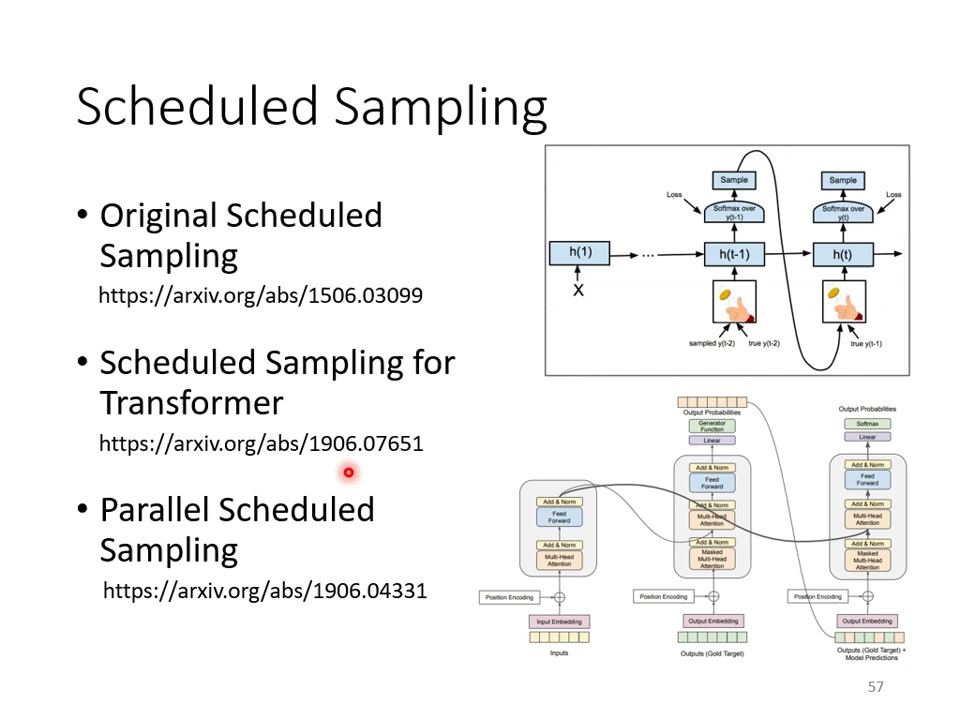 Scheduled Sampling
• Original Scheduled
Sampling
https://arxiv.org/abs/1506.03099
• Scheduled Sampling for
Transformer
https://arxiv.org/abs/1906.07651
• Parallel Scheduled
Sampling
https://arxiv.org/abs/1906.04331
Sample
Sample
Loss
Loss
Softmax over
y(t-1)
Softmax over
y(t)
h(1)
...
h(t-1)
h(t)
X
sampled y(t-2)
true y(t-2)
true y(t-1)
Output Probabilities
Generator
Function
Linear
Add & Norm
Feed
Forward
Add & Norm
Multi-Head
Attention
Add & Norm
Masked
Multi-Head
Attention
Position Encoding
Output Embedding
Outputs (Gold Target)
Add & Norm
Feed
Forward
Add & Norm
Multi-Head
Attention
Position Encoding
Input Embedding
Inputs
Output Probabilities
Softmax
Linear
Add & Norm
Feed
Forward
Add & Norm
Multi-Head
Attention
Add & Norm
Masked
Multi-Head
Attention
Position Encoding
Output Embedding
Outputs (Gold Target) +
Model Predictions
57